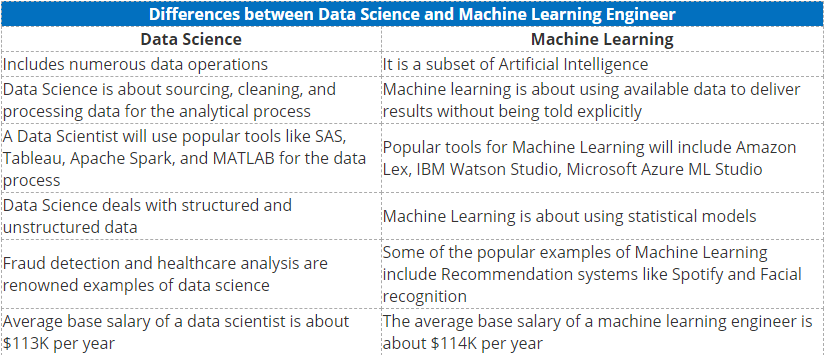 Differences between Data Science and Machine Learning Engineer
Data Science
Machine Learning
Includes numerous data operations
It is a subset of Artificial Intelligence
Data Science is about sourcing, cleaning, and
processing data for the analytical process
Machine learning is about using available data to deliver
results without being told explicitly
A Data Scientist will use popular tools like SAS,
Tableau, Apache Spark, and MATLAB for the data
process
Popular tools for Machine Learning will include Amazon
Lex, IBM Watson Studio, Microsoft Azure ML Studio
Data Science deals with structured and
unstructured data
Machine Learning is about using statistical models
Fraud detection and healthcare analysis are
renowned examples of data science
Some of the popular examples of Machine Learning
include Recommendation systems like Spotify and Facial
recognition
Average base salary of a data scientist is about
$113K per year
The average base salary of a machine learning engineer is
about $114K per year